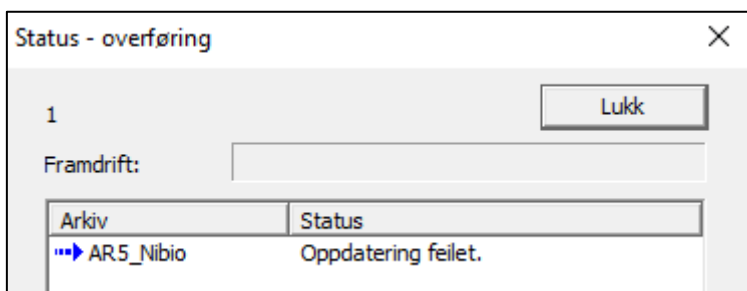 Status - overføring
1
Lukk
Framdrift:
Arkiv Status
AR5_Nibio Oppdatering feilet.